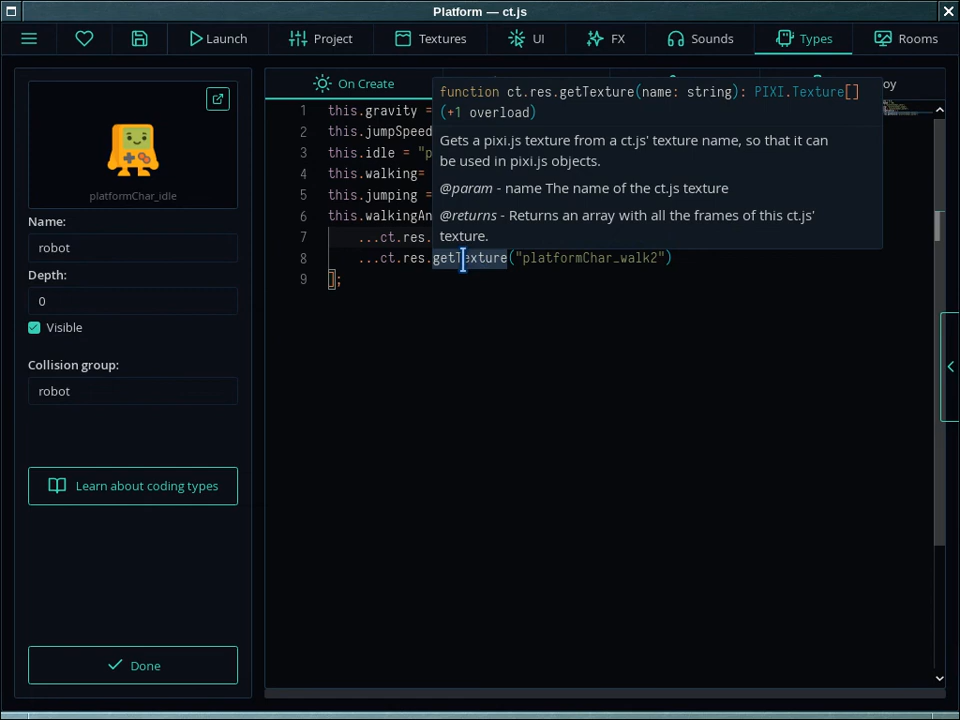 Platform — ct.js
Launch
Project
Textures
UI
FX
Sounds
Types
Rooms
platformChar_idle
Name:
robot
Depth:
0
Visible
Collision group:
robot
Learn about coding types
Done
On Create
oy
function ct.res.getTexture(name: string): PIXI.Texture[]
(+1 overload)
Gets a pixi.js texture from a ct.js' texture name, so that it can
be used in pixi.js objects.
@param - name The name of the ct.js texture
@returns - Returns an array with all the frames of this ct.js'
texture.
1 this.gravity =
2 this.jumpSpeed
3 this.idle = "p
4 this.walking=
5 this.jumping =
6 this.walkingAn
7 ...ct.res.
8 ...ct.res.getTexture("platformChar_walk2")
9 ];